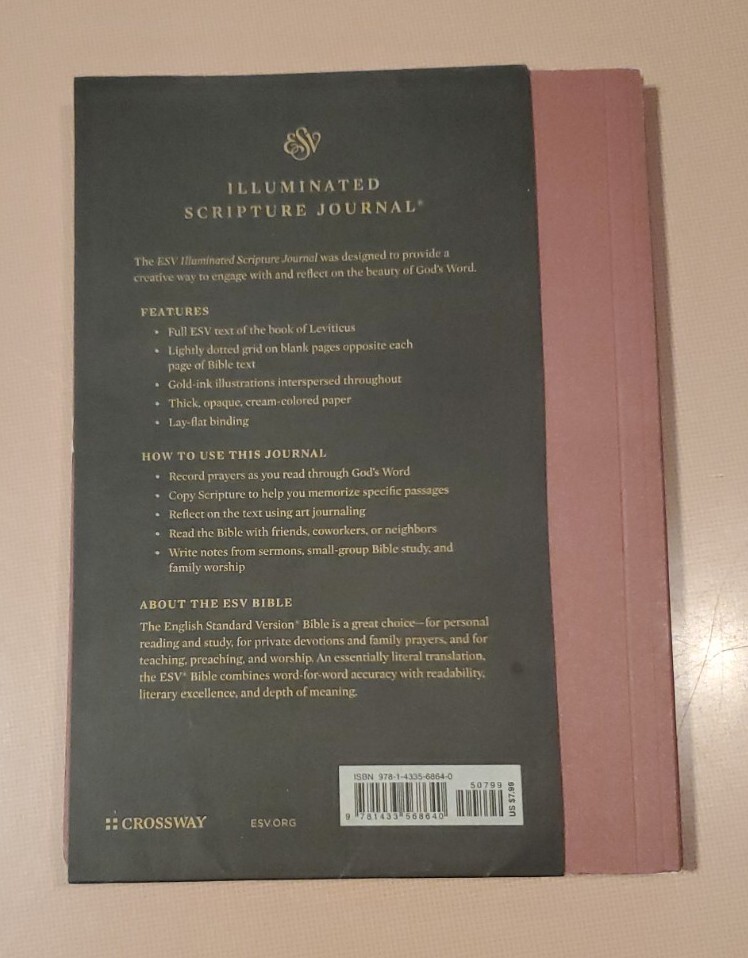 ESV
ILLUMINATED
SCRIPTURE JOURNAL®
The ESV Illuminated Scripture Journal was designed to provide a
creative way to engage with and reflect on the beauty of God's Word.
FEATURES
• Full ESV text of the book of Leviticus
• Lightly dotted grid on blank pages opposite each
page of Bible text
• Gold-ink illustrations interspersed throughout
• Thick, opaque, cream-colored paper
• Lay-flat binding
HOW TO USE THIS JOURNAL
• Record prayers as you read through God's Word
• Copy Scripture to help you memorize specific passages
• Reflect on the text using art journaling
• Read the Bible with friends, coworkers, or neighbors
• Write notes from sermons, small-group Bible study, and
family worship
ABOUT THE ESV BIBLE
The English Standard Version® Bible is a great choice—for personal
reading and study, for private devotions and family prayers, and for
teaching, preaching, and worship. An essentially literal translation,
the ESV® Bible combines word-for-word accuracy with readability,
literary excellence, and depth of meaning.
ISBN 978-1-4335-6864-0
50799
9 781433 568640
US $7.99
CROSSWAY
ESV.ORG